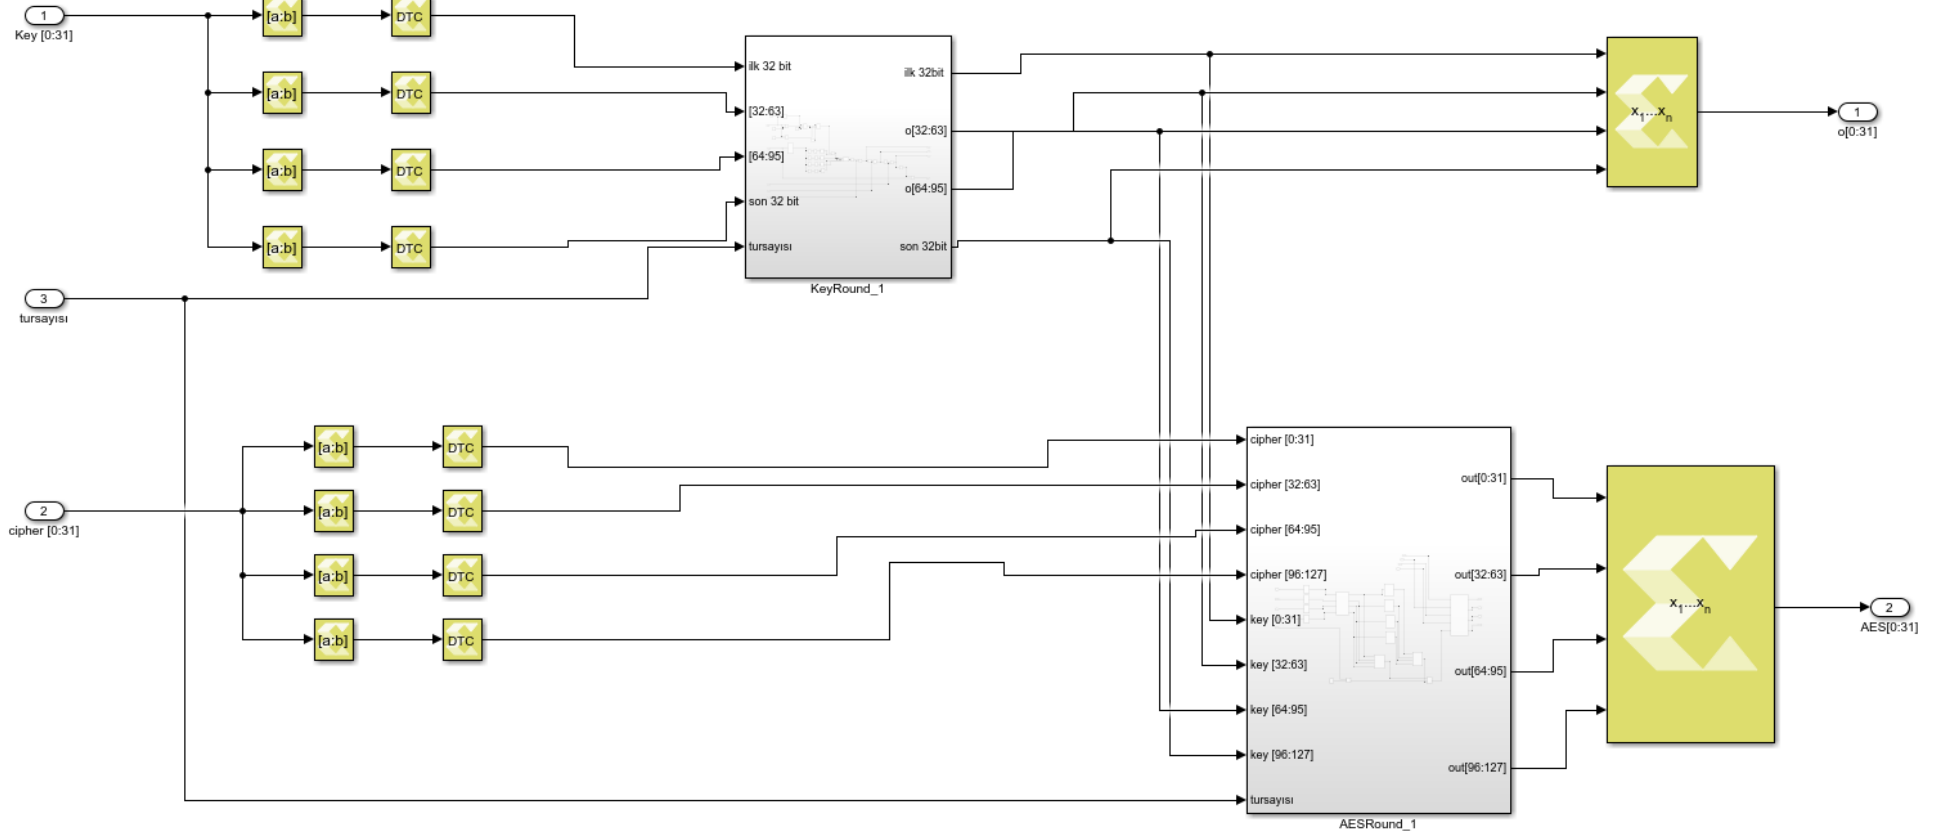 1
Key [0:31]
[a:b]
DTC
[a:b]
DTC
[a:b]
DTC
[a:b]
DTC
3
tursayısı
ilk 32 bit
[32:63]
[64:95]
son 32 bit
tursayısı
ilk 32bit
o[32:63]
o[64:95]
son 32bit
KeyRound_1
x1...xn
1
o[0:31]
2
cipher [0:31]
[a:b]
DTC
[a:b]
DTC
[a:b]
DTC
[a:b]
DTC
cipher [0:31]
cipher [32:63]
cipher [64:95]
cipher [96:127]
key [0:31]
key [32:63]
key [64:95]
key [96:127]
tursayısı
out[0:31]
out[32:63]
out[64:95]
out[96:127]
AESRound_1
x1...xn
2
AES[0:31]